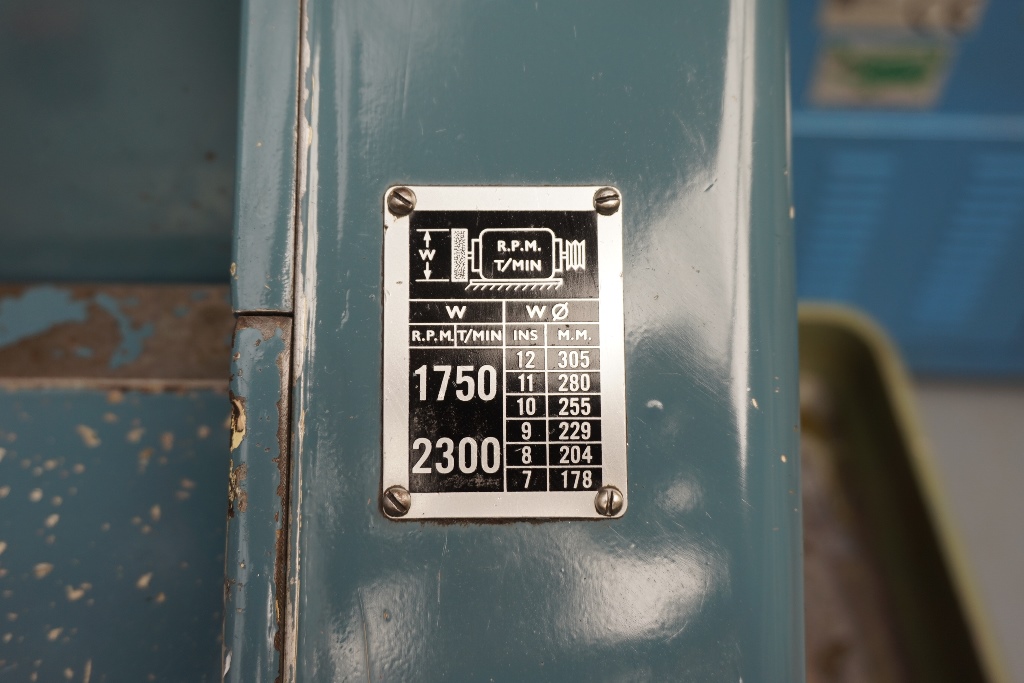 W
R.P.M.
T/MIN
W W Ø
R.P.M. T/MIN INS M.M.
1750
2300
12 305
11 280
10 255
9 229
8 204
7 178